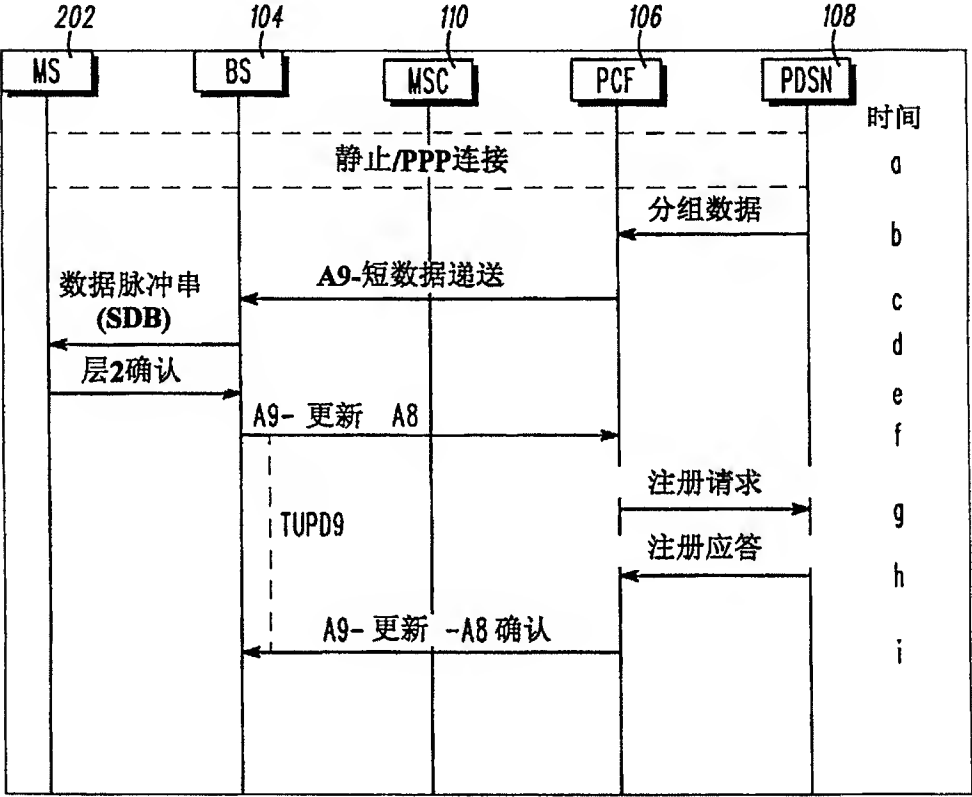 202 104 110 106 108
MS BS MSC PCF PDSN
时间
静止/PPP连接 a
分组数据 b
A9-短数据递送 c
数据脉冲串
(SDB) d
层2确认 e
A9- 更新 A8 f
注册请求 g
TUPD9
注册应答 h
A9- 更新 -A8 确认 i